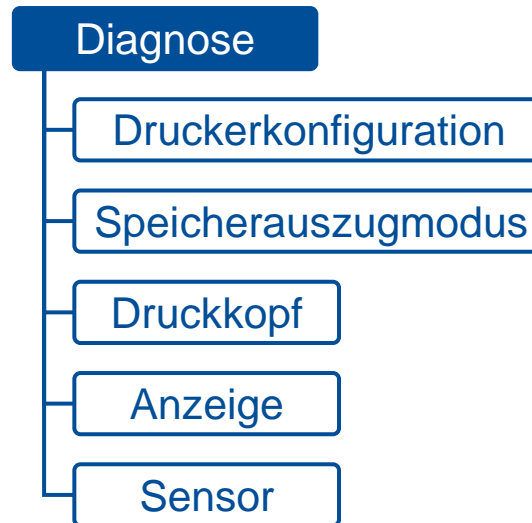 Diagnose
Druckerkonfiguration
Speicherauszugmodus
Druckkopf
Anzeige
Sensor